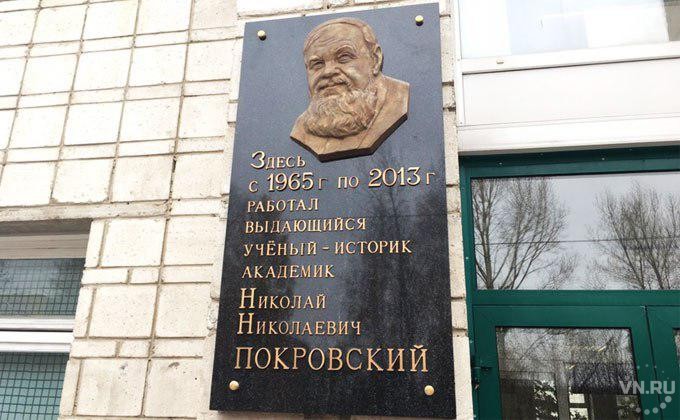 Здесь
с 1965 г по 2013 г
работал
выдающийся
учёный - историк
академик
Николай
Николаевич
ПОКРОВСКИЙ
VN.RU